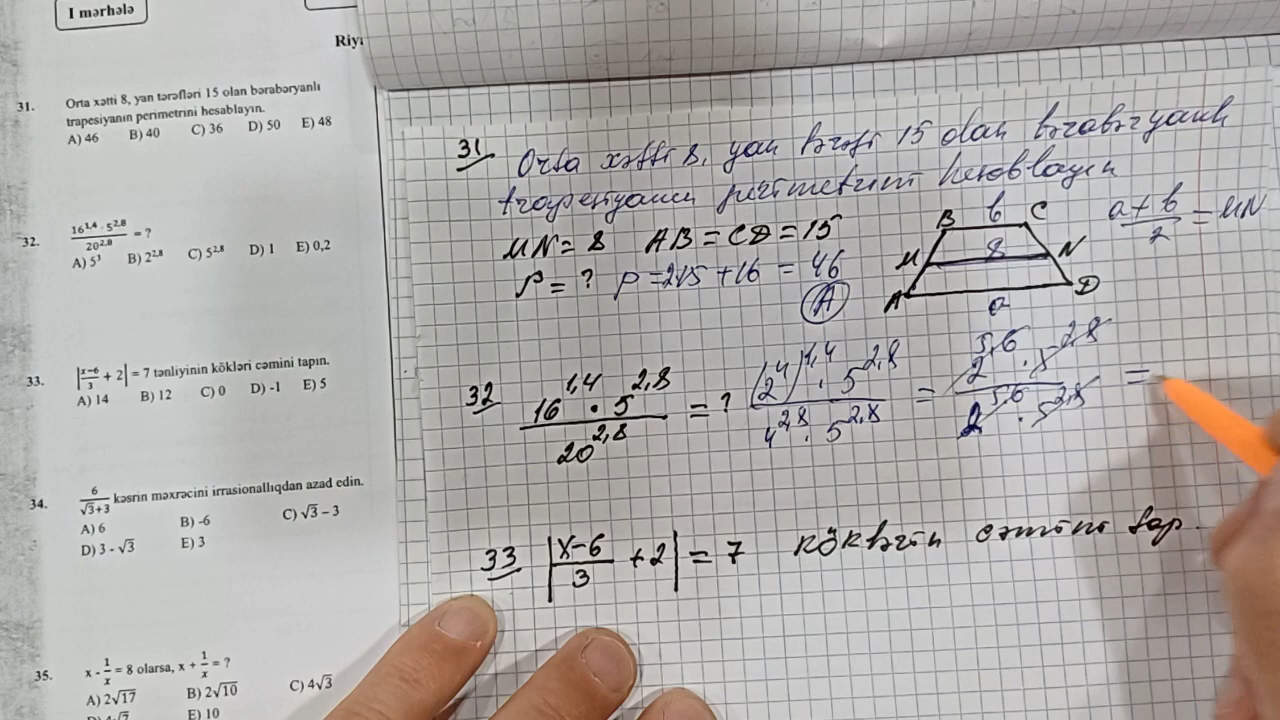 I mərhələ
Riyı
31. Orta xətti 8, yan tərəfləri 15 olan bərabəryanlı
trapesiyanın perimetrini hesablayın.
A) 46 B) 40 C) 36 D) 50 E) 48
32. 16^1,4 · 5^2,8 / 20^2,8 = ?
A) 5^3 B) 2^2,8 C) 5^2,8 D) 1 E) 0,2
33. |x−6/3 + 2| = 7 tənliyinin kökləri cəmini tapın.
A) 14 B) 12 C) 0 D) -1 E) 5
34. 6/√3+3 kəsrin məxrəcini irrasionallıqdan azad edin.
A) 6 B) -6 C) √3 – 3
D) 3 - √3 E) 3
35. x - 1/x = 8 olarsa, x + 1/x = ?
A) 2√17 B) 2√10 C) 4√3
E) 10
31 Orta xətti 8, yan tərəfi 15 olan bərabəryanlı
trapesiyanın perimetrini hesablayın
MN = 8 AB = CD = 15
P = ? P = 2·15 + 16 = 46
A
B b C
M 8 N
A a D
a + b / 2 = MN
32 16^1,4 · 5^2,8 / 20^2,8 = ? (2^4)^1,4 · 5^2,8 / 4^2,8 · 5^2,8 = 2^5,6 · 5^2,8 / 2^5,6 · 5^2,8 =
33 |x−6/3 + 2| = 7 köklərin cəmini tap.